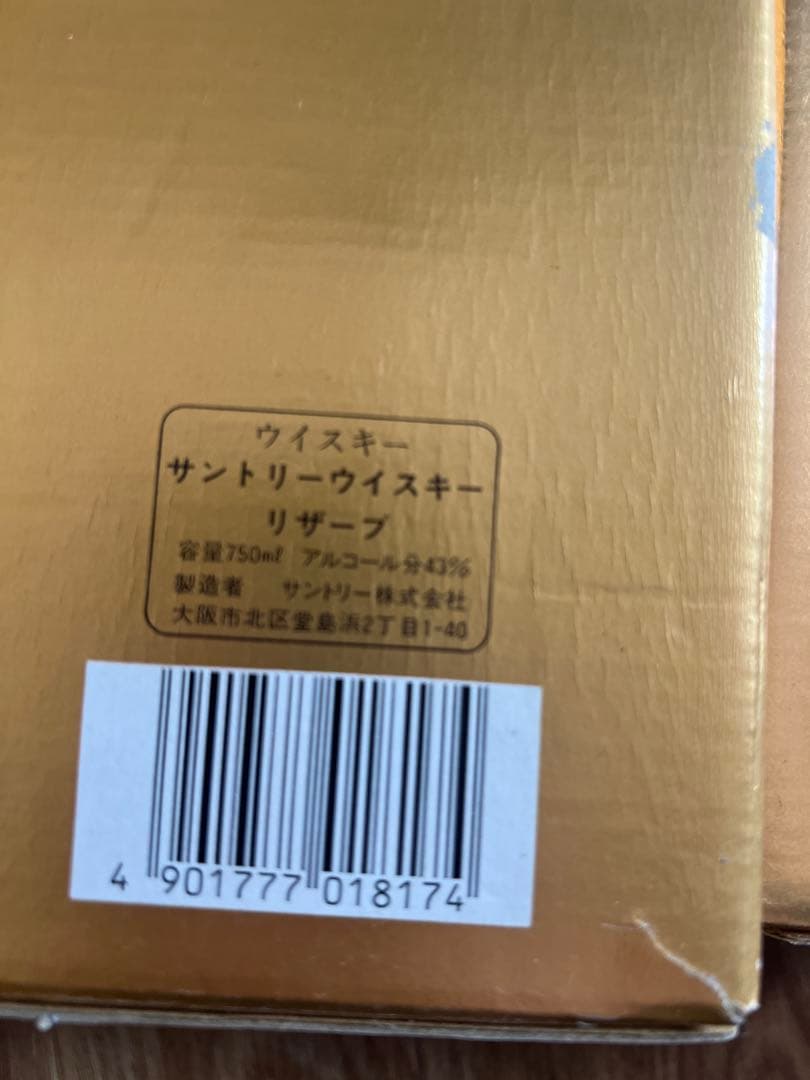 ウイスキー
サントリーウイスキー
リザーブ
容量750㎖ アルコール分43%
製造者 サントリー株式会社
大阪市北区堂島浜2丁目1-40
4 901777 018174